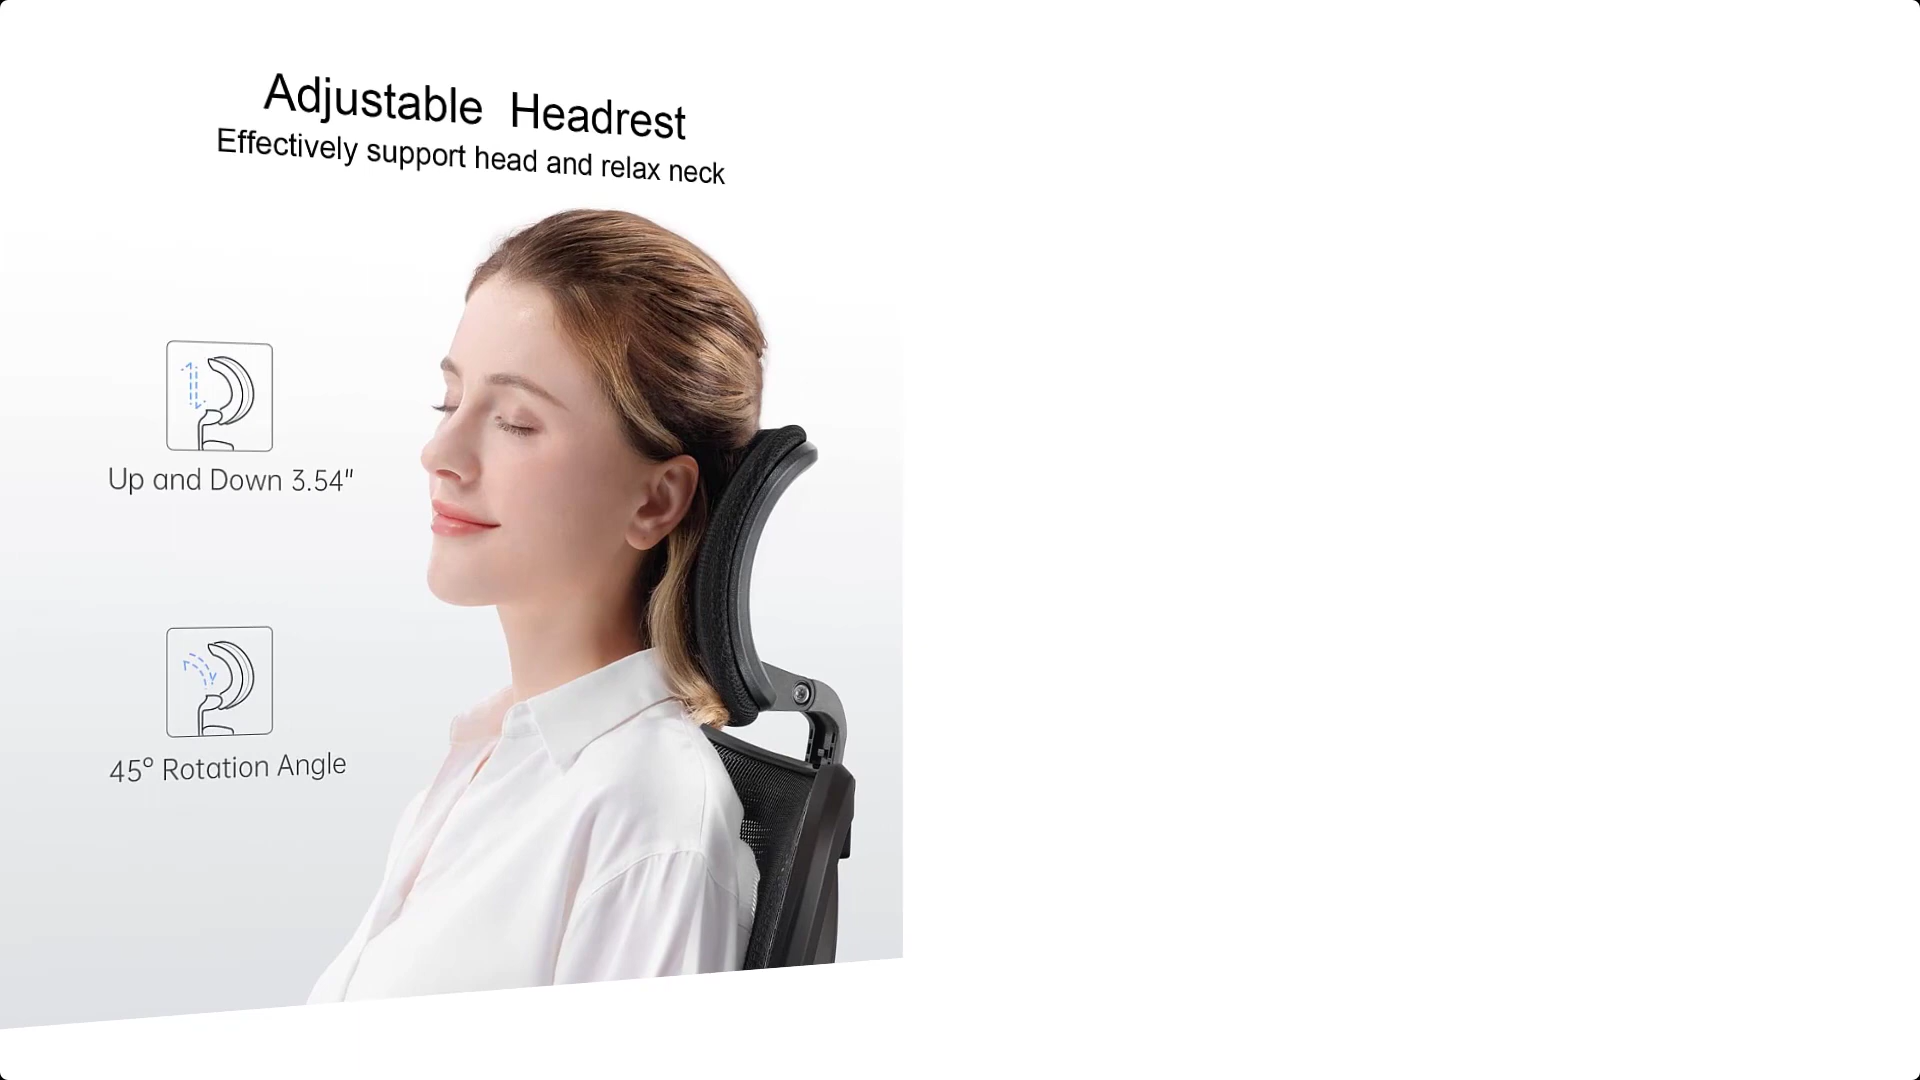 Adjustable Headrest
Effectively support head and relax neck
Up and Down 3.54"
45° Rotation Angle